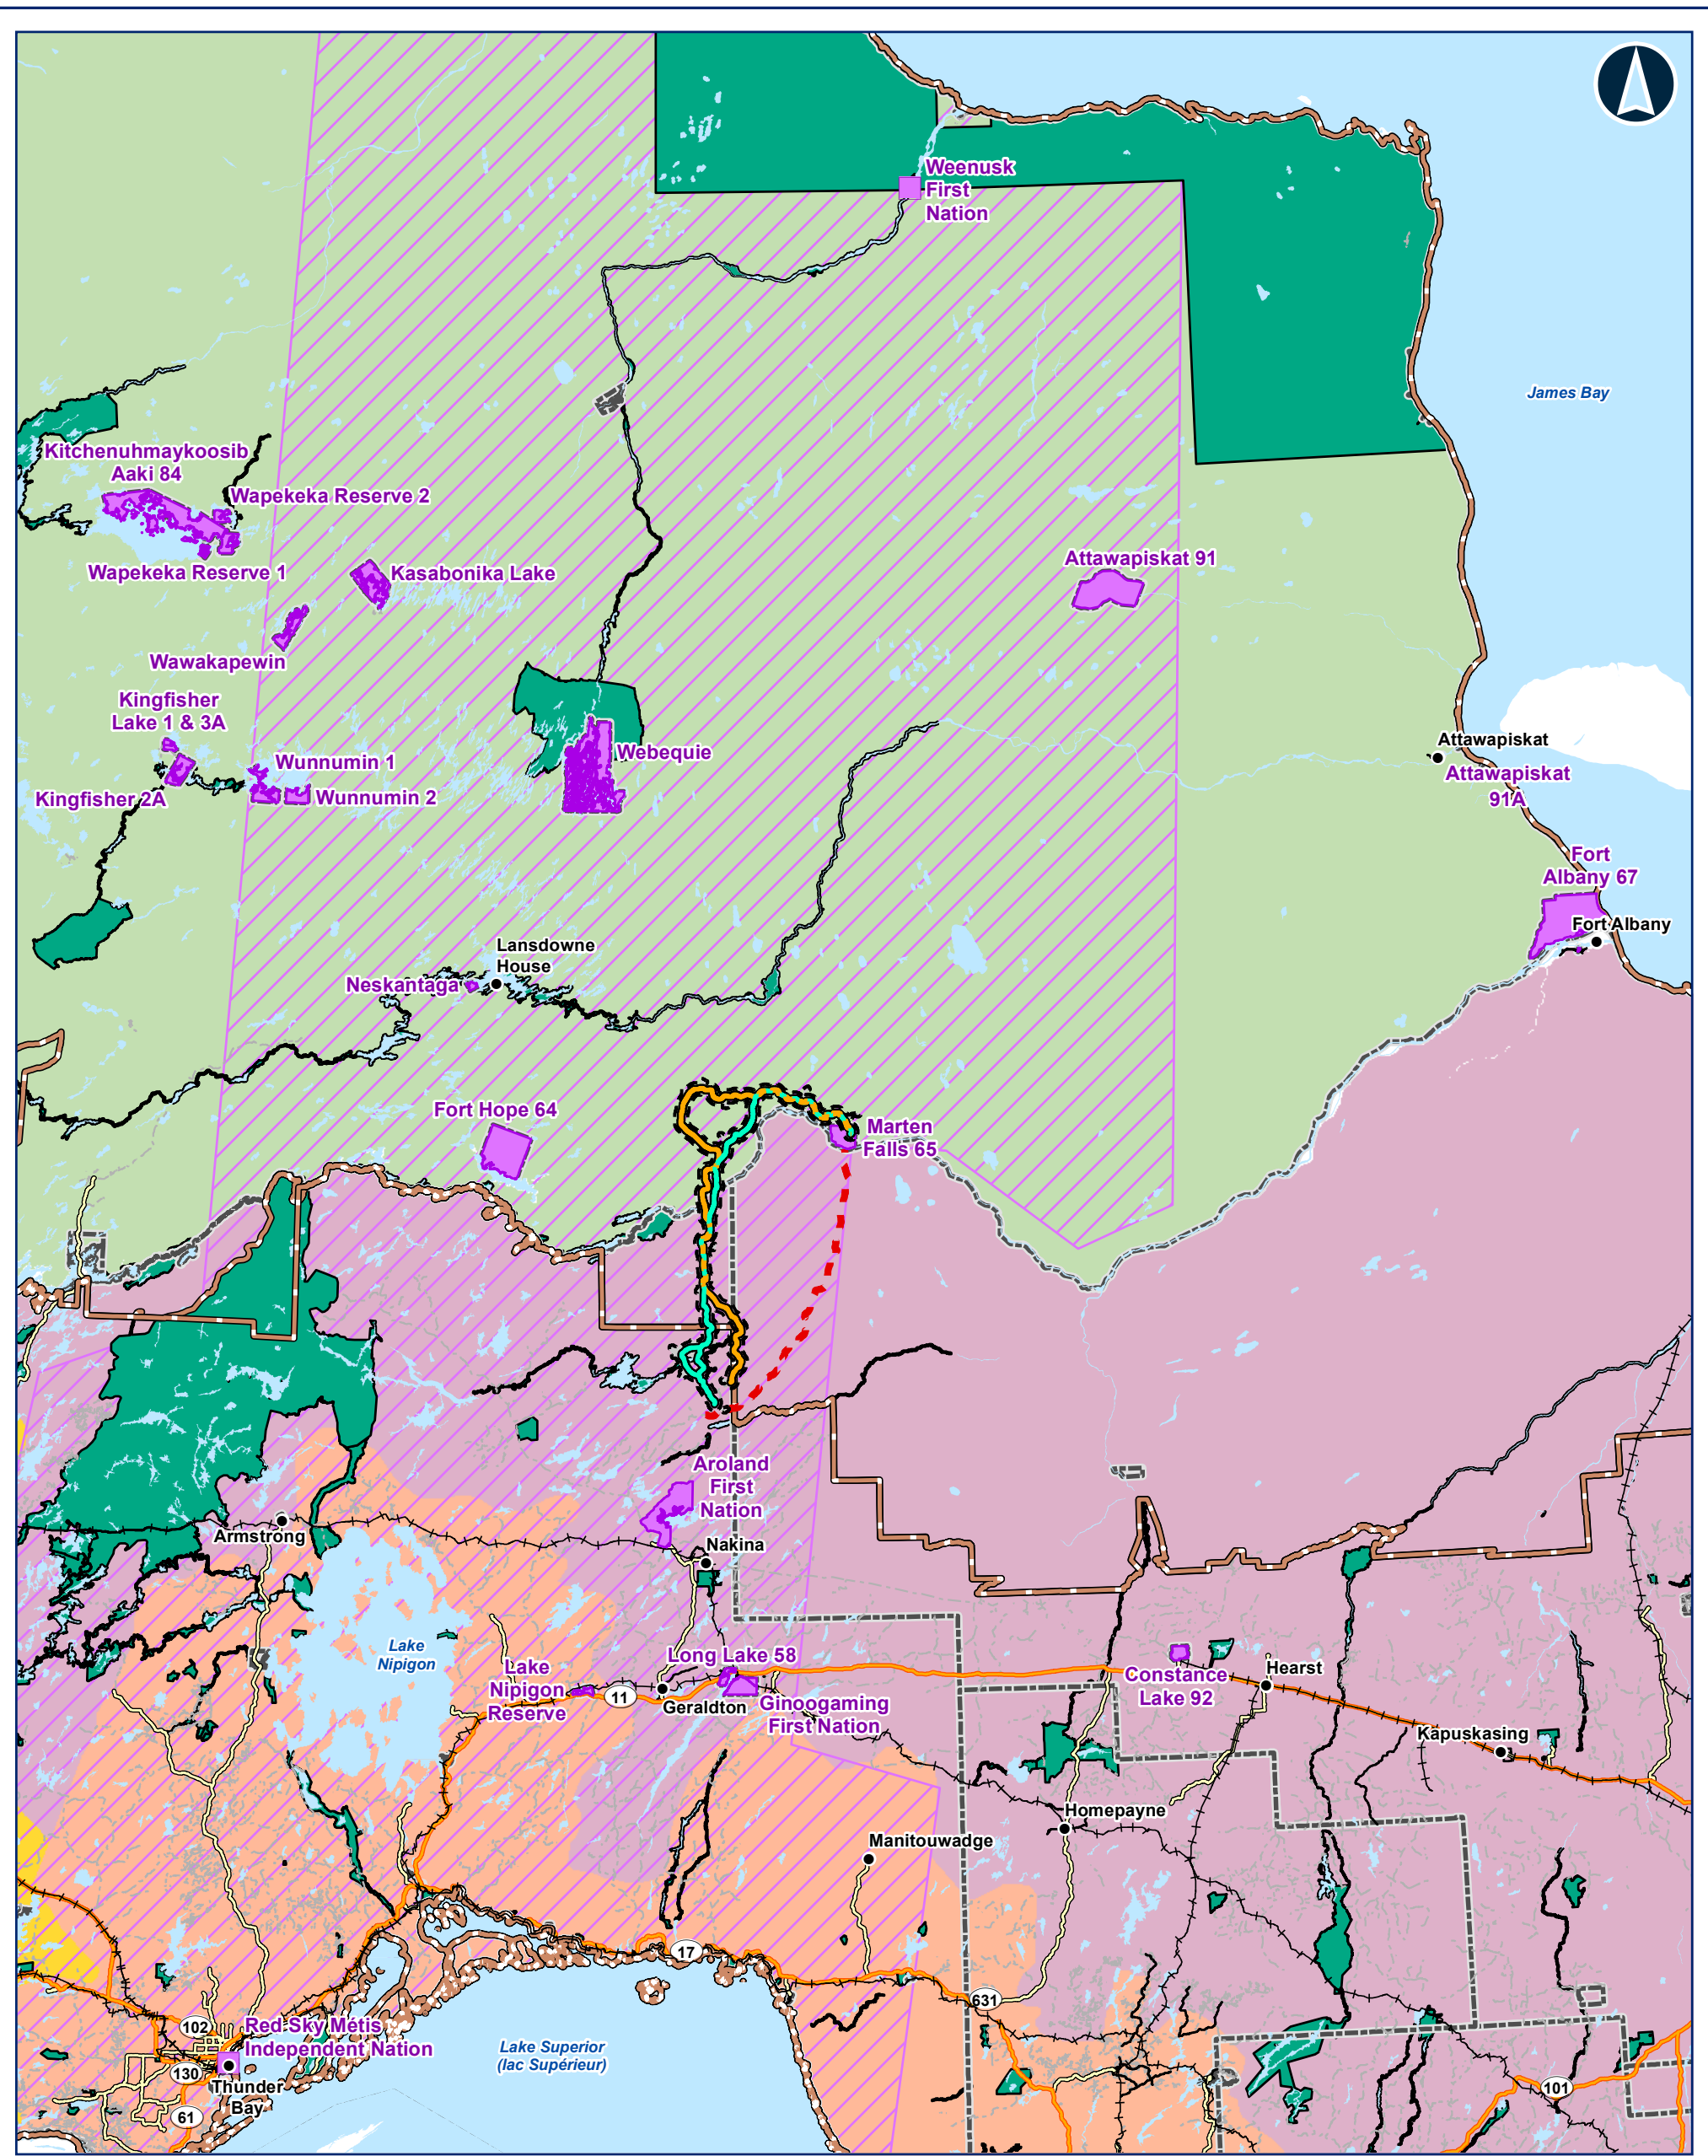 Weenusk
First
Nation
James Bay
Kitchenuhmaykoosib
Aaki 84
Wapekeka Reserve 2
Wapekeka Reserve 1
Kasabonika Lake
Attawapiskat 91
Wawakapewin
Kingfisher
Lake 1 & 3A
Webequie
Attawapiskat
Wunnumin 1
Attawapiskat
91A
Kingfisher 2A
Wunnumin 2
Fort
Albany 67
Fort Albany
Lansdowne
House
Neskantaga
Fort Hope 64
Marten
Falls 65
Aroland
First
Nation
Armstrong
Nakina
Lake
Nipigon
Long Lake 58
Lake
Nipigon
Reserve
11
Geraldton
Ginoogaming
First Nation
Constance
Lake 92
Hearst
Kapuskasing
Homepayne
Manitouwadge
17
631
102
Red Sky Métis
Independent Nation
Lake Superior
(lac Supérieur)
130
Thunder
Bay
61
101